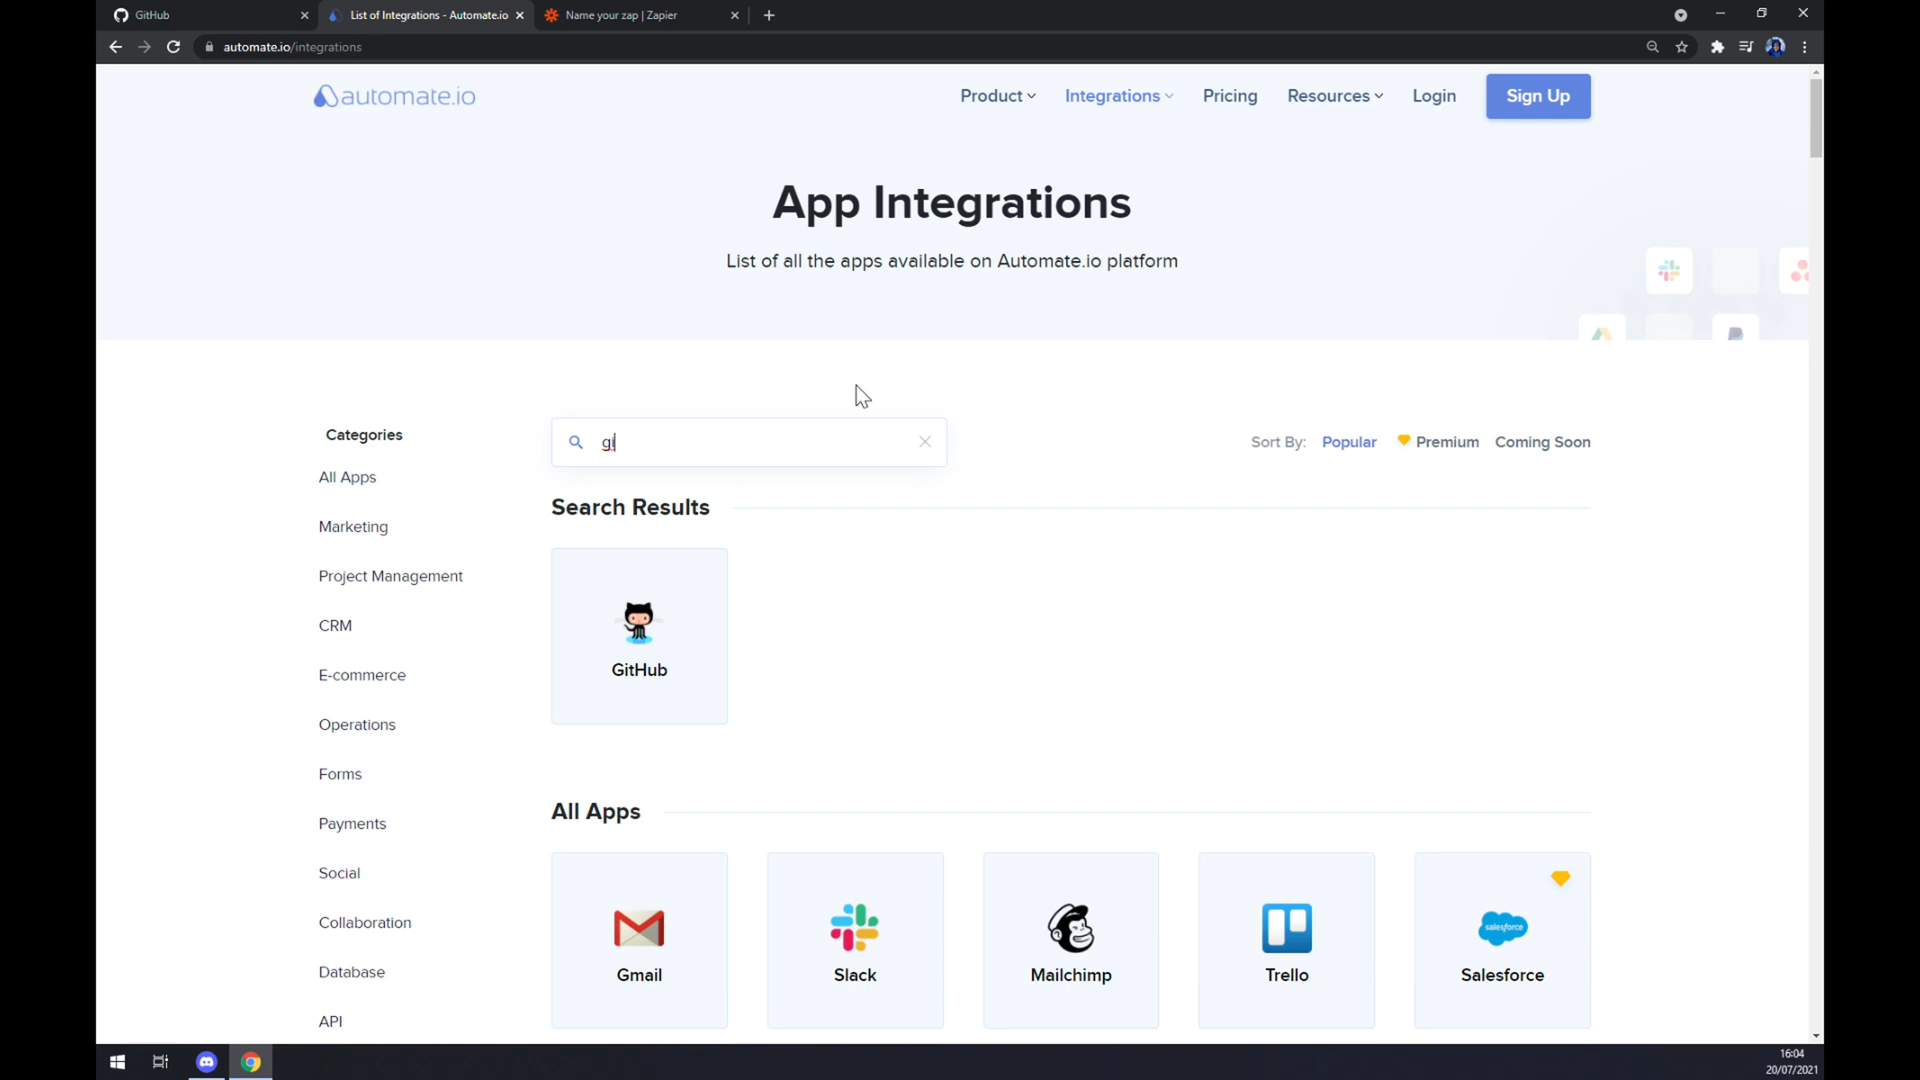 GitHub
List of Integrations - Automate.io
Name your zap | Zapier
automate.io/integrations
automate.io
Product
Integrations
Pricing
Resources
Login
Sign Up
App Integrations
List of all the apps available on Automate.io platform
Categories
gi
Sort By:
Popular
Premium
Coming Soon
All Apps
Marketing
Project Management
CRM
E-commerce
Operations
Forms
Payments
Social
Collaboration
Database
API
Search Results
GitHub
All Apps
Gmail
Slack
Mailchimp
Trello
salesforce
Salesforce
16:04
20/07/2021